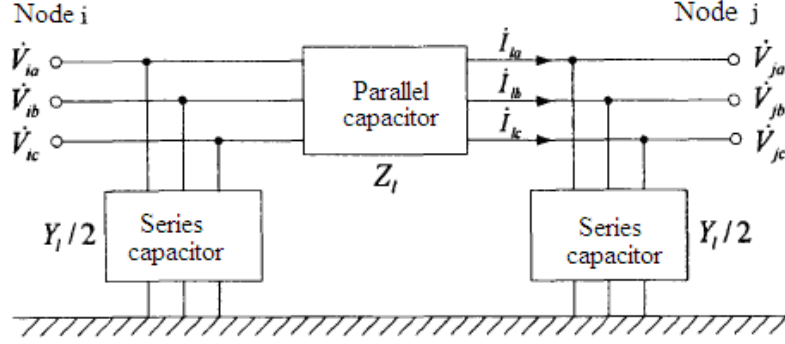 Node i
Node j
V̇ia
V̇ib
V̇ic
Parallel
capacitor
Zl
İla
İlb
İlc
V̇ja
V̇jb
V̇jc
Yl/2
Series
capacitor
Series
capacitor
Yl/2